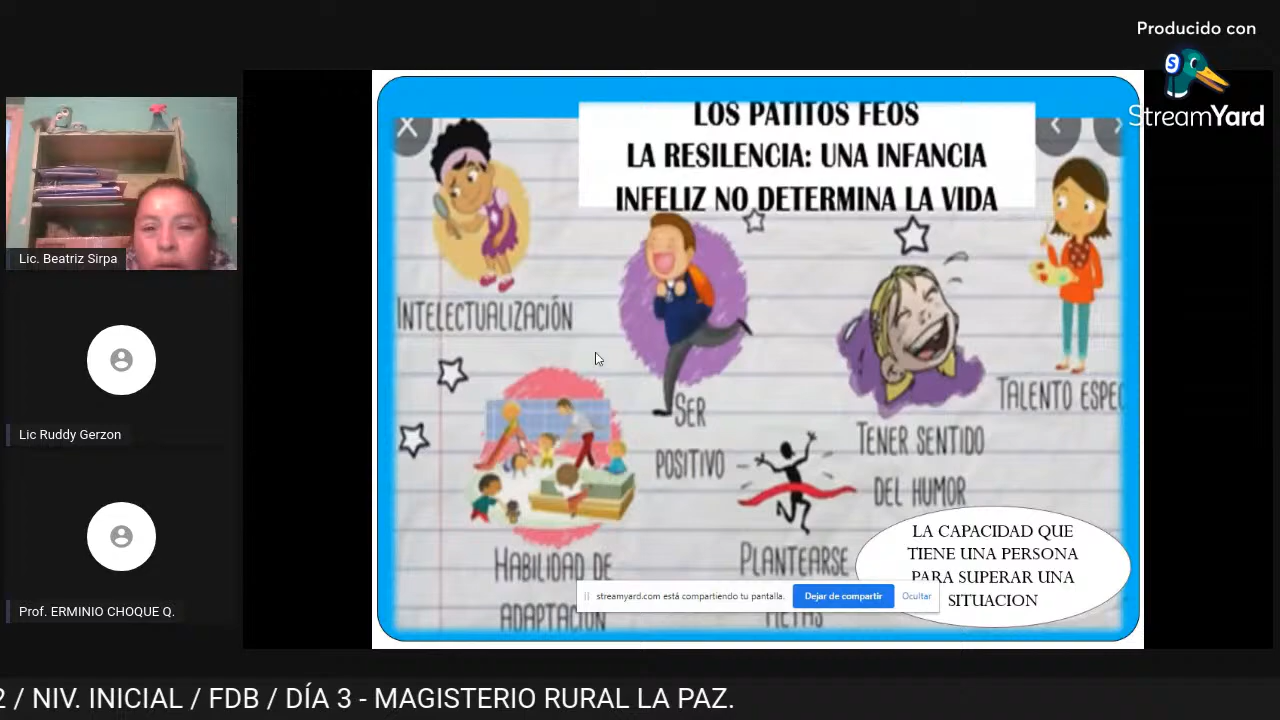 Producido con
StreamYard
LOS PATITOS FEOS
LA RESILENCIA: UNA INFANCIA
INFELIZ NO DETERMINA LA VIDA
INTELECTUALIZACIÓN
SER
POSITIVO
TENER SENTIDO
DEL HUMOR
TALENTO ESPEC
HABILIDAD DE
ADAPTACIÓN
PLANTEARSE
METAS
LA CAPACIDAD QUE
TIENE UNA PERSONA
PARA SUPERAR UNA
SITUACION
streamyard.com está compartiendo tu pantalla.
Dejar de compartir
Ocultar
Lic. Beatriz Sirpa
Lic Ruddy Gerzon
Prof. ERMINIO CHOQUE Q.
2 / NIV. INICIAL / FDB / DÍA 3 - MAGISTERIO RURAL LA PAZ.